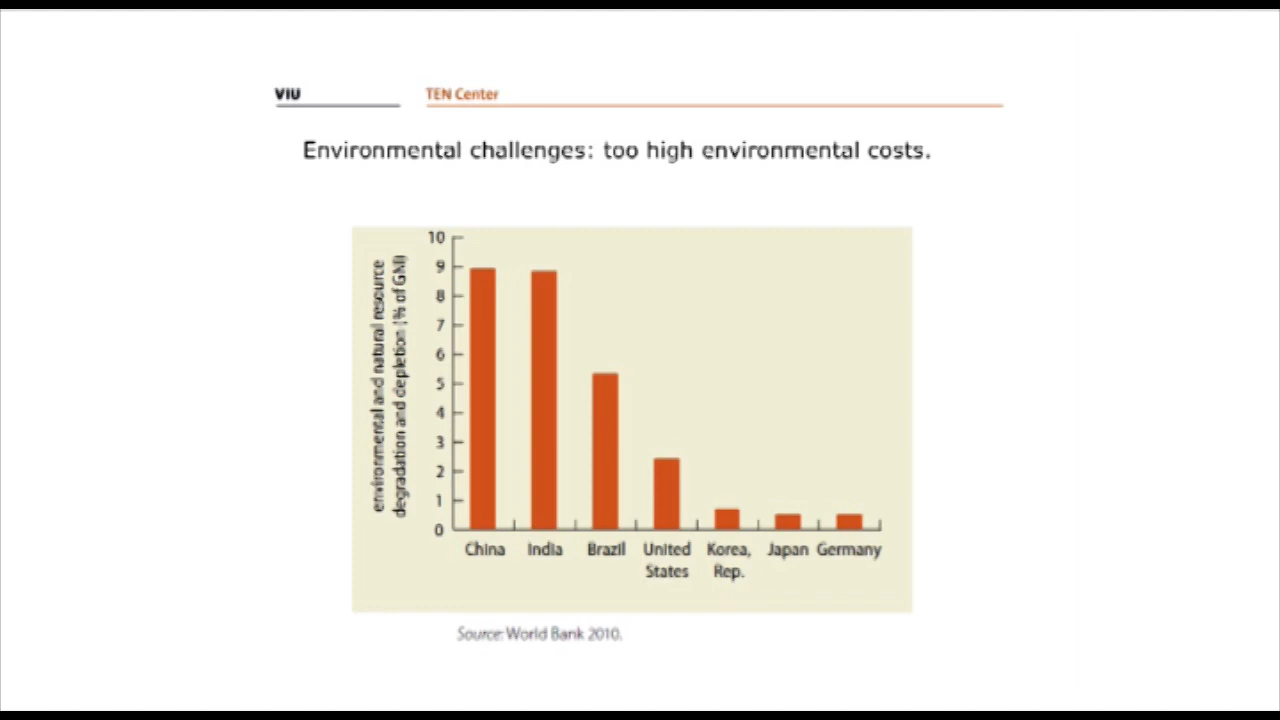 VIU
TEN Center
Environmental challenges: too high environmental costs.
environmental and natural resource
degradation and depletion (% of GNI)
10
9
8
7
6
5
4
3
2
1
0
China
India
Brazil
United
States
Korea,
Rep.
Japan
Germany
Source: World Bank 2010.